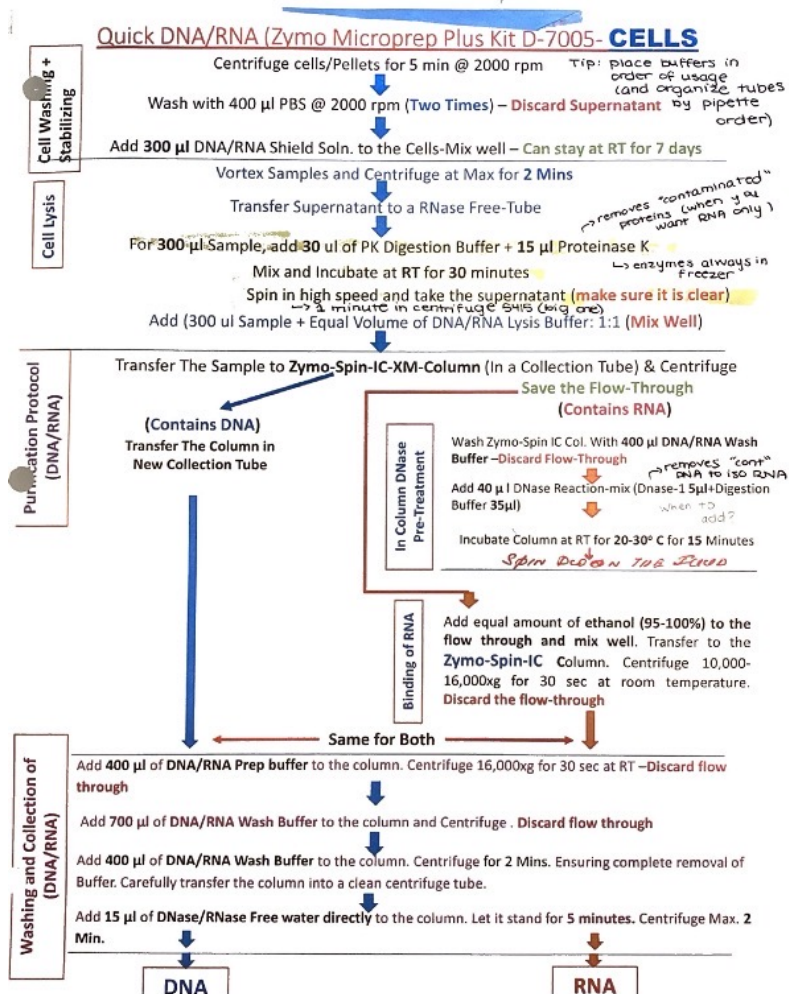 Quick DNA/RNA (Zymo Microprep Plus Kit D-7005- CELLS
Cell Washing +
Stabilizing
Centrifuge cells/Pellets for 5 min @ 2000 rpm
Tip: place buffers in
order of usage
(and organize tubes
by pipette
order)
Wash with 400 µl PBS @ 2000 rpm (Two Times) – Discard Supernatant
Add 300 µl DNA/RNA Shield Soln. to the Cells-Mix well – Can stay at RT for 7 days
Cell Lysis
Vortex Samples and Centrifuge at Max for 2 Mins
Transfer Supernatant to a RNase Free-Tube
removes "contaminated"
proteins (when you
want RNA only)
For 300 µl Sample, add 30 ul of PK Digestion Buffer + 15 µl Proteinase K
enzymes always in
freezer
Mix and Incubate at RT for 30 minutes
Spin in high speed and take the supernatant (make sure it is clear)
1 minute in centrifuge 5415 (big one)
Add (300 ul Sample + Equal Volume of DNA/RNA Lysis Buffer: 1:1 (Mix Well)
Purification Protocol
(DNA/RNA)
Transfer The Sample to Zymo-Spin-IC-XM-Column (In a Collection Tube) & Centrifuge
Save the Flow-Through
(Contains RNA)
(Contains DNA)
Transfer The Column in
New Collection Tube
In Column DNase
Pre-Treatment
Wash Zymo-Spin IC Col. With 400 µl DNA/RNA Wash
Buffer –Discard Flow-Through
removes "cont"
DNA to iso RNA
Add 40 µl DNase Reaction-mix (Dnase-1 5µl+Digestion
Buffer 35µl)
when to
add?
Incubate Column at RT for 20-30° C for 15 Minutes
SPIN DOWN THE
Binding of RNA
Add equal amount of ethanol (95-100%) to the
flow through and mix well. Transfer to the
Zymo-Spin-IC Column. Centrifuge 10,000-
16,000xg for 30 sec at room temperature.
Discard the flow-through
Same for Both
Washing and Collection of
(DNA/RNA)
Add 400 µl of DNA/RNA Prep buffer to the column. Centrifuge 16,000xg for 30 sec at RT –Discard flow
through
Add 700 µl of DNA/RNA Wash Buffer to the column and Centrifuge . Discard flow through
Add 400 µl of DNA/RNA Wash Buffer to the column. Centrifuge for 2 Mins. Ensuring complete removal of
Buffer. Carefully transfer the column into a clean centrifuge tube.
Add 15 µl of DNase/RNase Free water directly to the column. Let it stand for 5 minutes. Centrifuge Max. 2
Min.
DNA
RNA